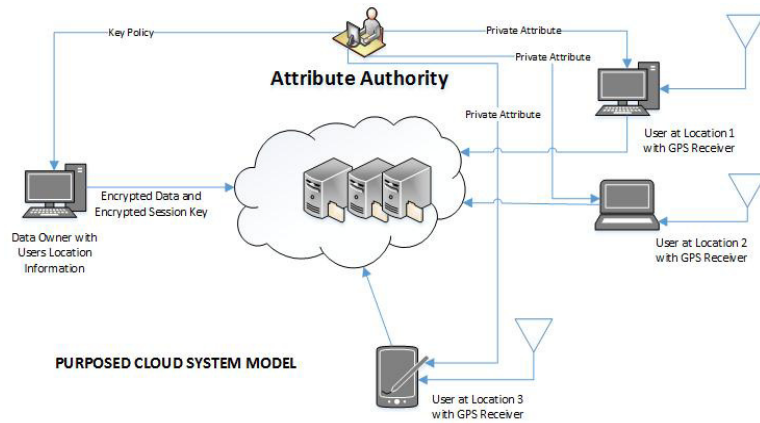 Key Policy
Private Attribute
Private Attribute
Attribute Authority
Private Attribute
User at Location 1
with GPS Receiver
Encrypted Data and
Encrypted Session Key
Data Owner with
Users Location
Information
User at Location 2
with GPS Receiver
PURPOSED CLOUD SYSTEM MODEL
User at Location 3
with GPS Receiver